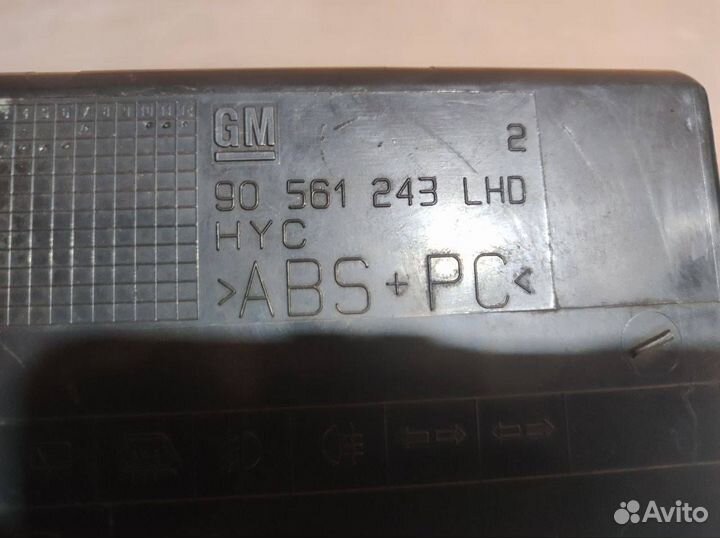 GM
2
90 561 243 LHD
HYC
>ABS+PC<
Avito